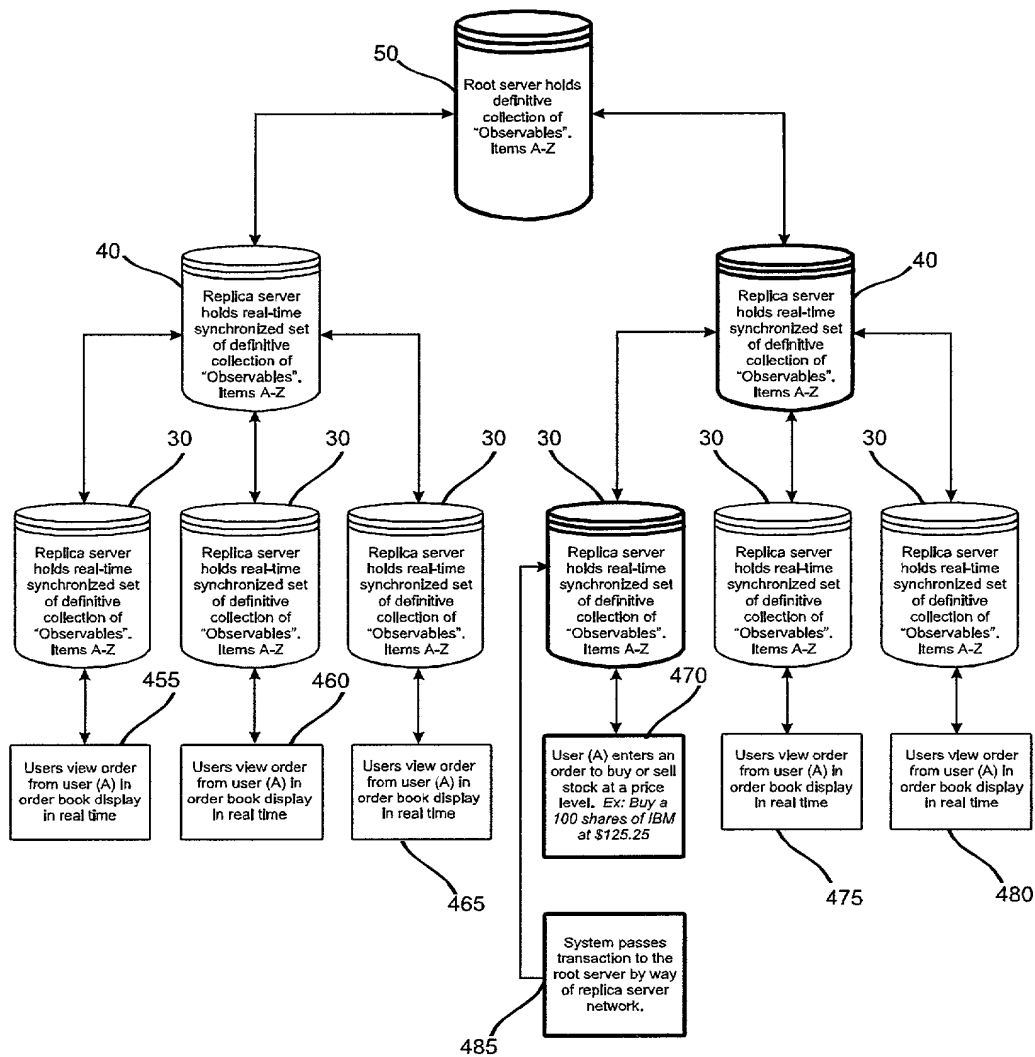 50
Root server holds
definitive
collection of
"Observables".
Items A-Z
40
Replica server
holds real-time
synchronized set
of definitive
collection of
"Observables".
Items A-Z
40
Replica server
holds real-time
synchronized set
of definitive
collection of
"Observables".
Items A-Z
30
Replica server
holds real-time
synchronized set
of definitive
collection of
"Observables".
Items A-Z
30
Replica server
holds real-time
synchronized set
of definitive
collection of
"Observables".
Items A-Z
30
Replica server
holds real-time
synchronized set
of definitive
collection of
"Observables".
Items A-Z
30
Replica server
holds real-time
synchronized set
of definitive
collection of
"Observables".
Items A-Z
30
Replica server
holds real-time
synchronized set
of definitive
collection of
"Observables".
Items A-Z
30
Replica server
holds real-time
synchronized set
of definitive
collection of
"Observables".
Items A-Z
455
Users view order
from user (A) in
order book display
in real time
460
Users view order
from user (A) in
order book display
in real time
Users view order
from user (A) in
order book display
in real time
465
470
User (A) enters an
order to buy or sell
stock at a price
level. Ex: Buy a
100 shares of IBM
at $125.25
Users view order
from user (A) in
order book display
in real time
475
Users view order
from user (A) in
order book display
in real time
480
System passes
transaction to the
root server by way
of replica server
network.
485